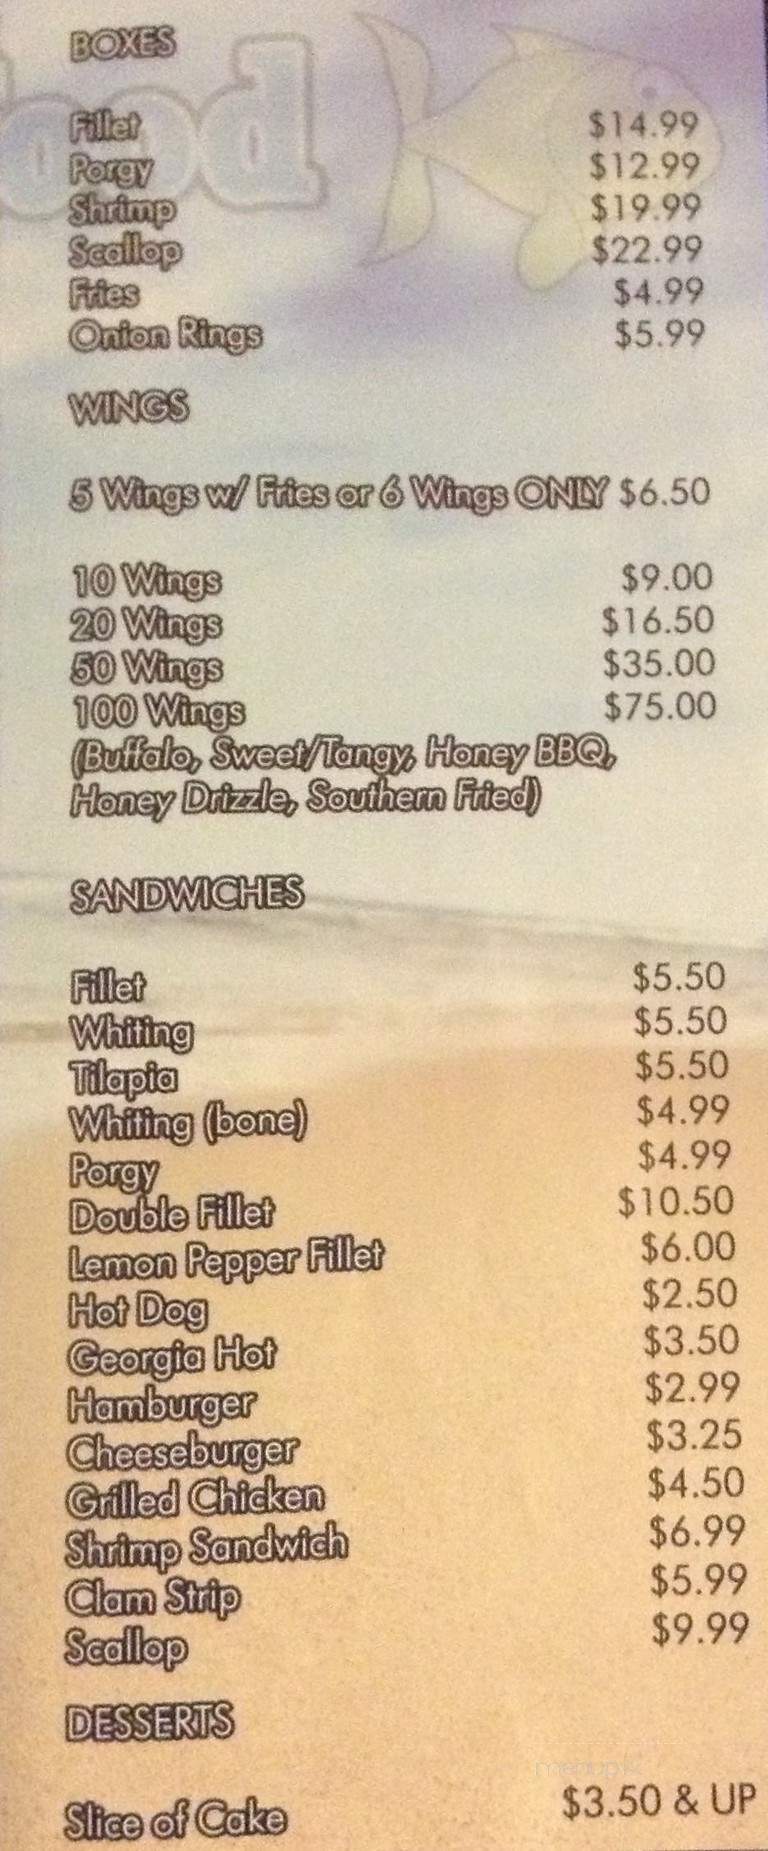 BOXES
Fillet $14.99
Porgy $12.99
Shrimp $19.99
Scallop $22.99
Fries $4.99
Onion Rings $5.99
WINGS
5 Wings w/ Fries or 6 Wings ONLY $6.50
10 Wings $9.00
20 Wings $16.50
50 Wings $35.00
100 Wings $75.00
(Buffalo, Sweet/Tangy, Honey BBQ,
Honey Drizzle, Southern Fried)
SANDWICHES
Fillet $5.50
Whiting $5.50
Tilapia $5.50
Whiting (bone) $4.99
Porgy $4.99
Double Fillet $10.50
Lemon Pepper Fillet $6.00
Hot Dog $2.50
Georgia Hot $3.50
Hamburger $2.99
Cheeseburger $3.25
Grilled Chicken $4.50
Shrimp Sandwich $6.99
Clam Strip $5.99
Scallop $9.99
DESSERTS
Slice of Cake $3.50 & UP